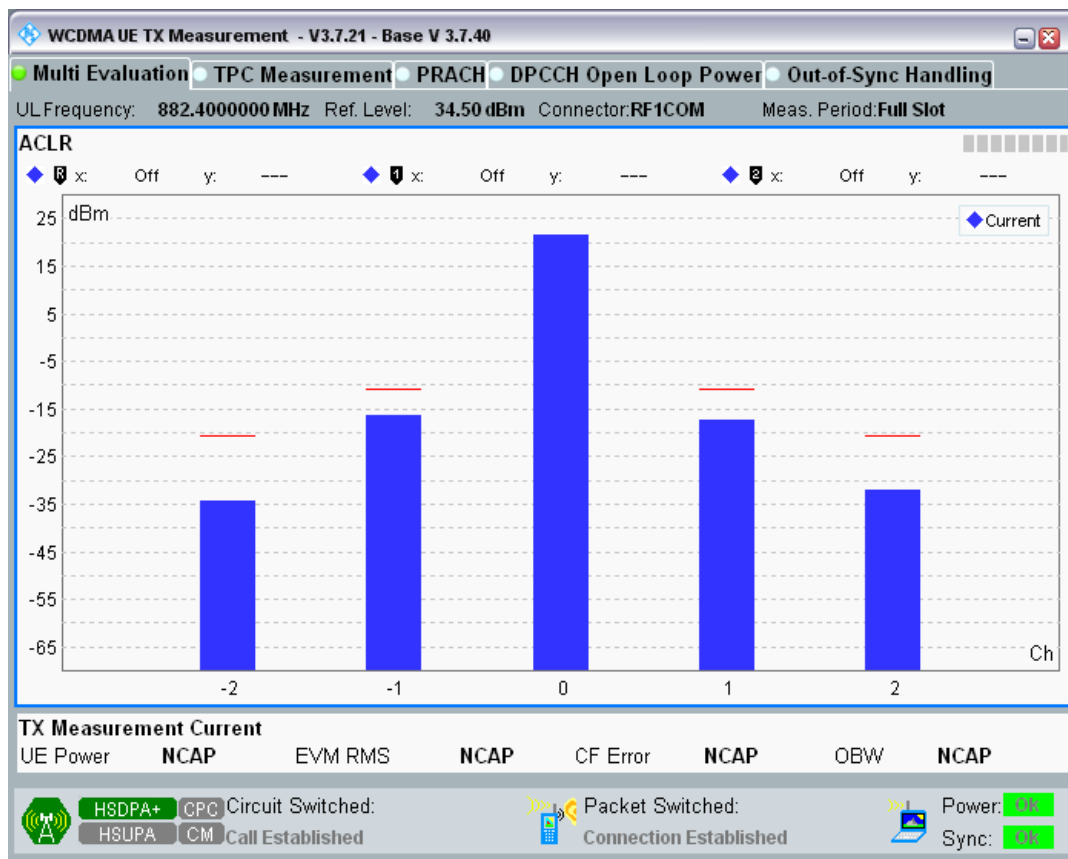 WCDMA UE TX Measurement - V3.7.21 - Base V 3.7.40
Multi Evaluation TPC Measurement PRACH DPCCH Open Loop Power Out-of-Sync Handling
UL Frequency: 882.4000000 MHz Ref. Level: 34.50 dBm Connector:RF1COM Meas. Period:Full Slot
ACLR
R x: Off y: --- 1 x: Off y: --- 2 x: Off y: ---
dBm
Current
25
15
5
-5
-15
-25
-35
-45
-55
-65
Ch
-2 -1 0 1 2
TX Measurement Current
UE Power NCAP EVM RMS NCAP CF Error NCAP OBW NCAP
HSDPA+ CPC Circuit Switched: Packet Switched: Power: OK
HSUPA CM Call Established Connection Established Sync: OK